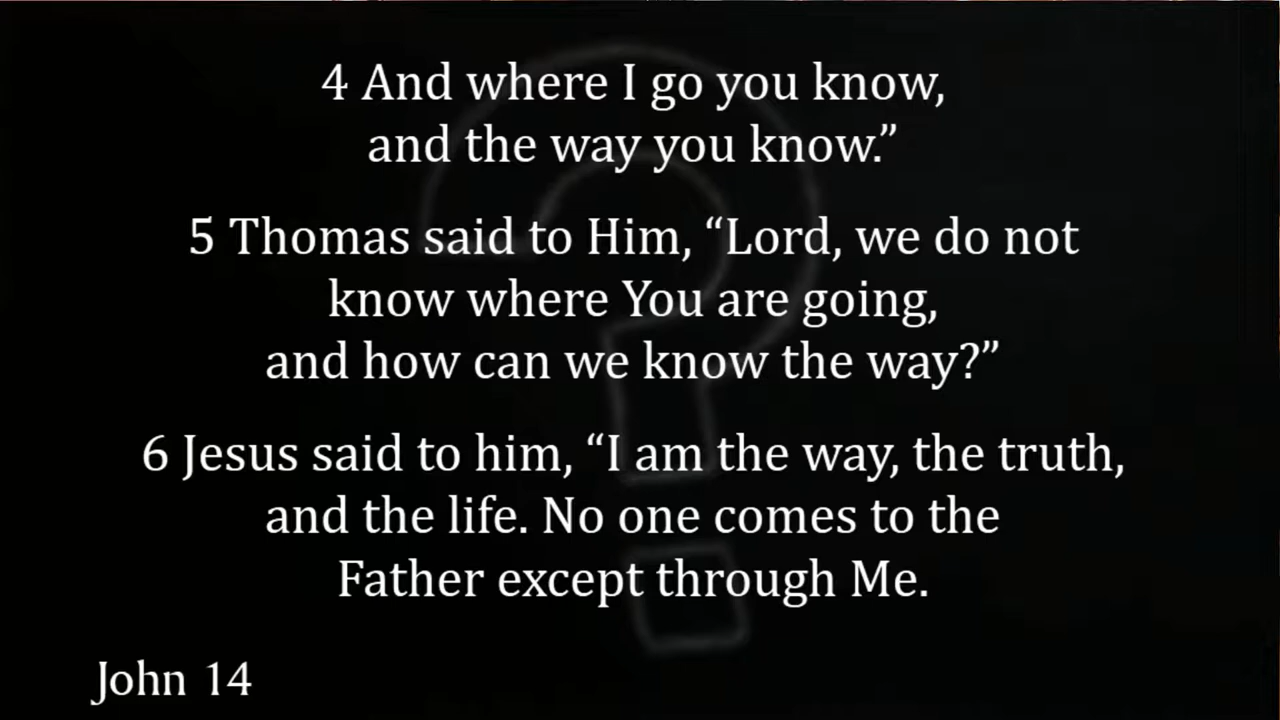 4 And where I go you know,
and the way you know.”
5 Thomas said to Him, “Lord, we do not
know where You are going,
and how can we know the way?”
6 Jesus said to him, “I am the way, the truth,
and the life. No one comes to the
Father except through Me.
John 14